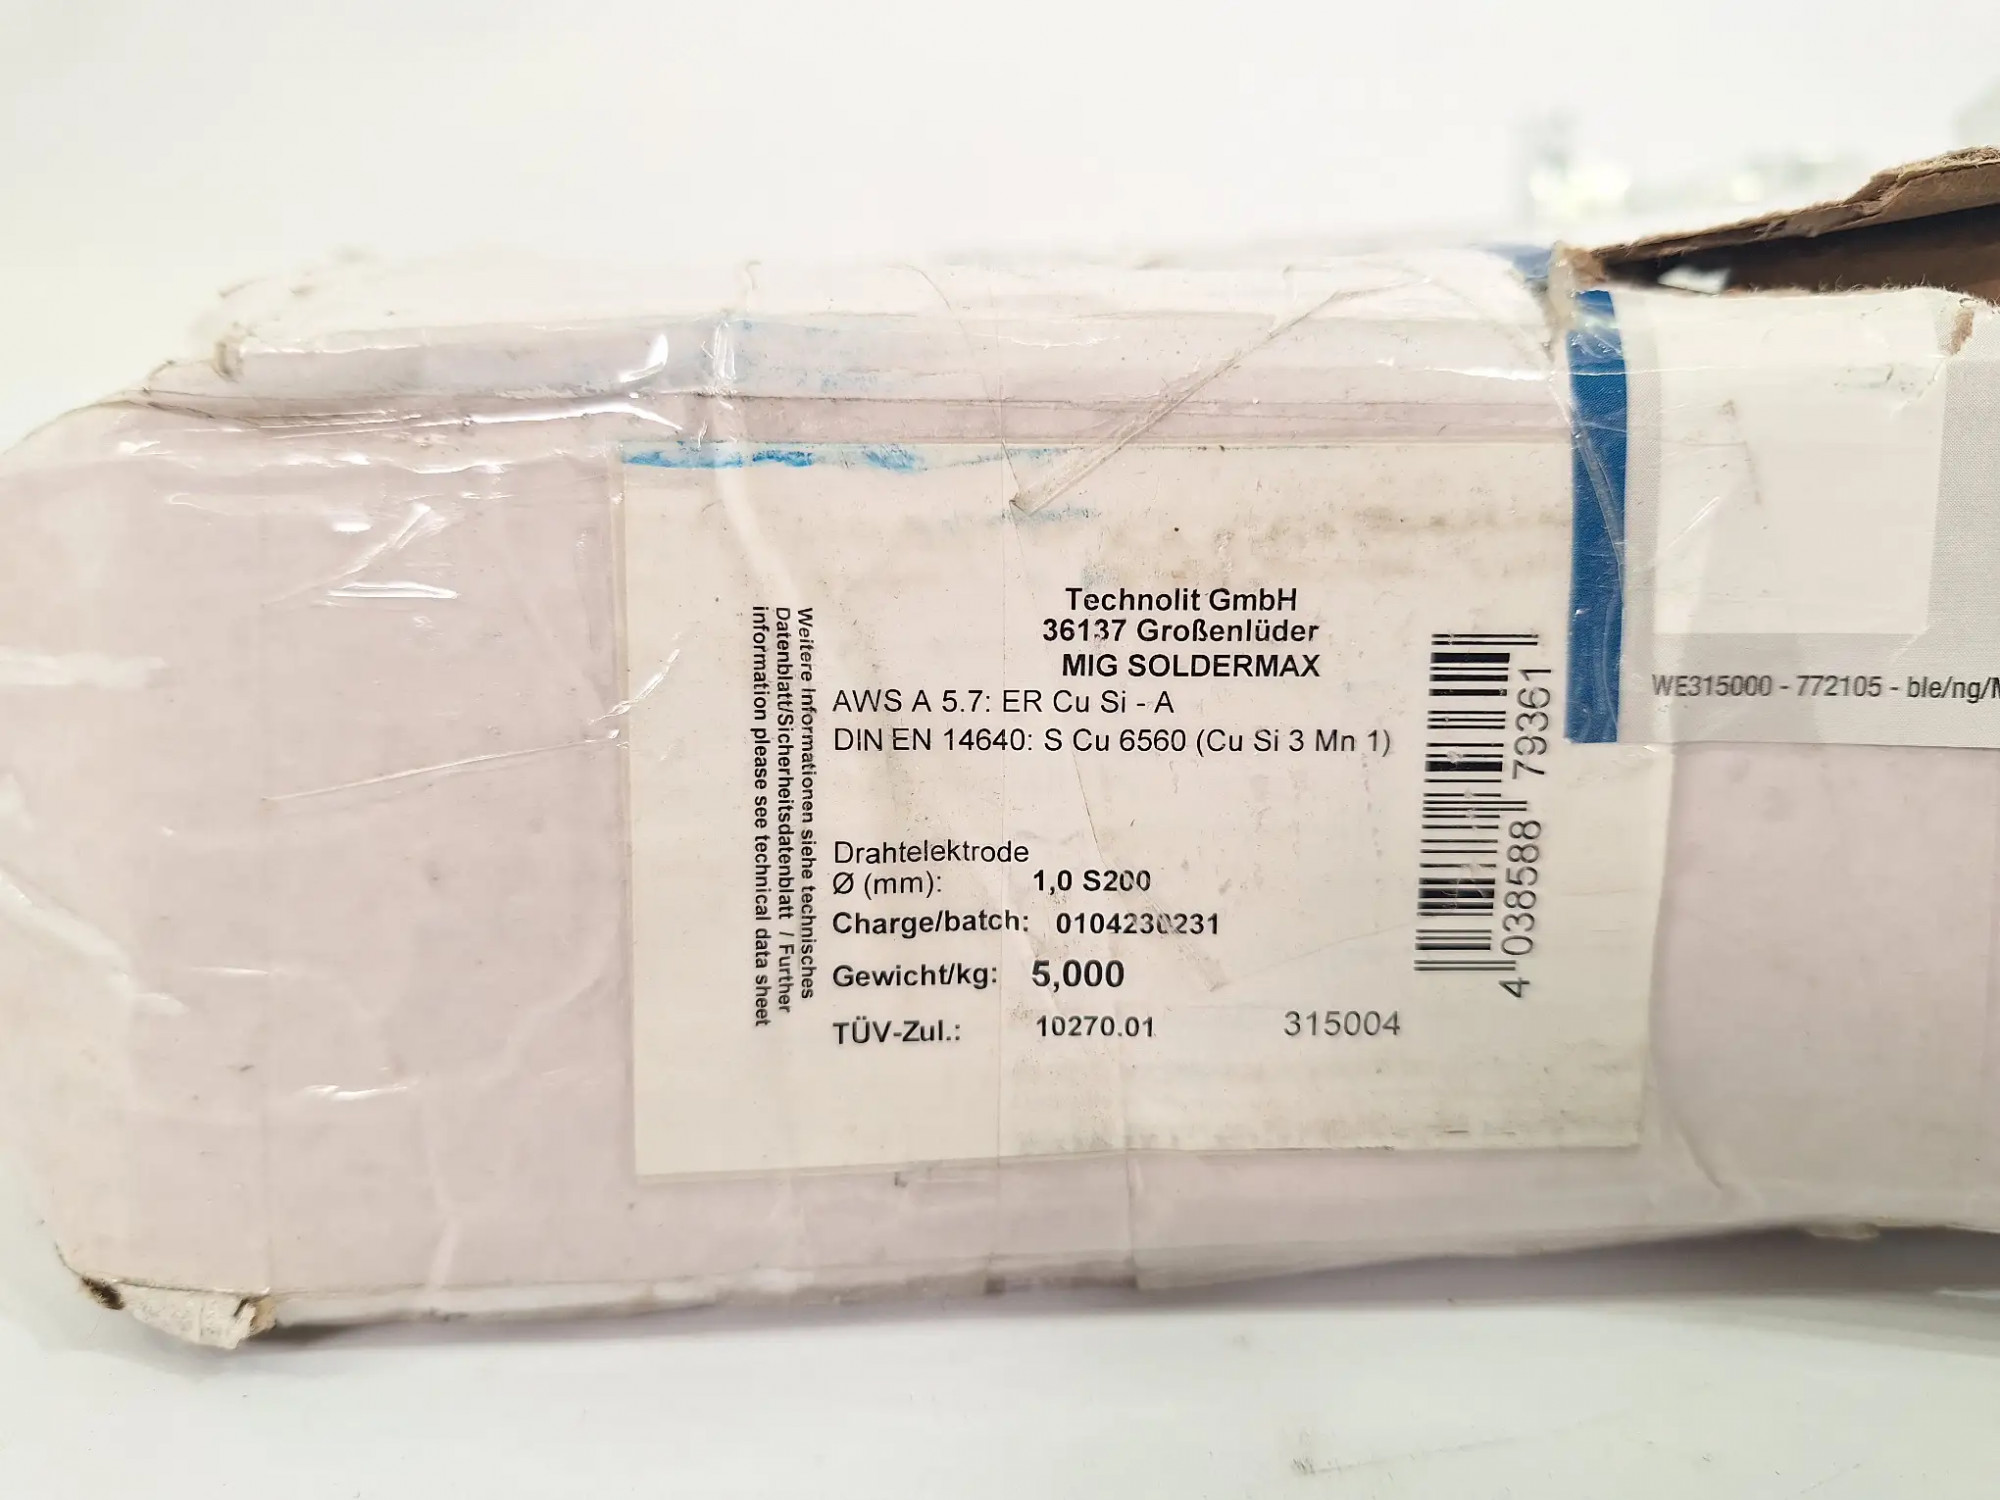 Technolit GmbH
36137 Großenlüder
MIG SOLDERMAX
AWS A 5.7: ER Cu Si - A
DIN EN 14640: S Cu 6560 (Cu Si 3 Mn 1)
Drahtelektrode
Ø (mm): 1,0 S200
Charge/batch: 0104230231
Gewicht/kg: 5,000
TÜV-Zul.: 10270.01 315004
Weitere Informationen siehe technisches
Datenblatt/Sicherheitsdatenblatt / Further
information please see technical data sheet
4 038588 793361
WE315000 - 772105 - ble/ng/